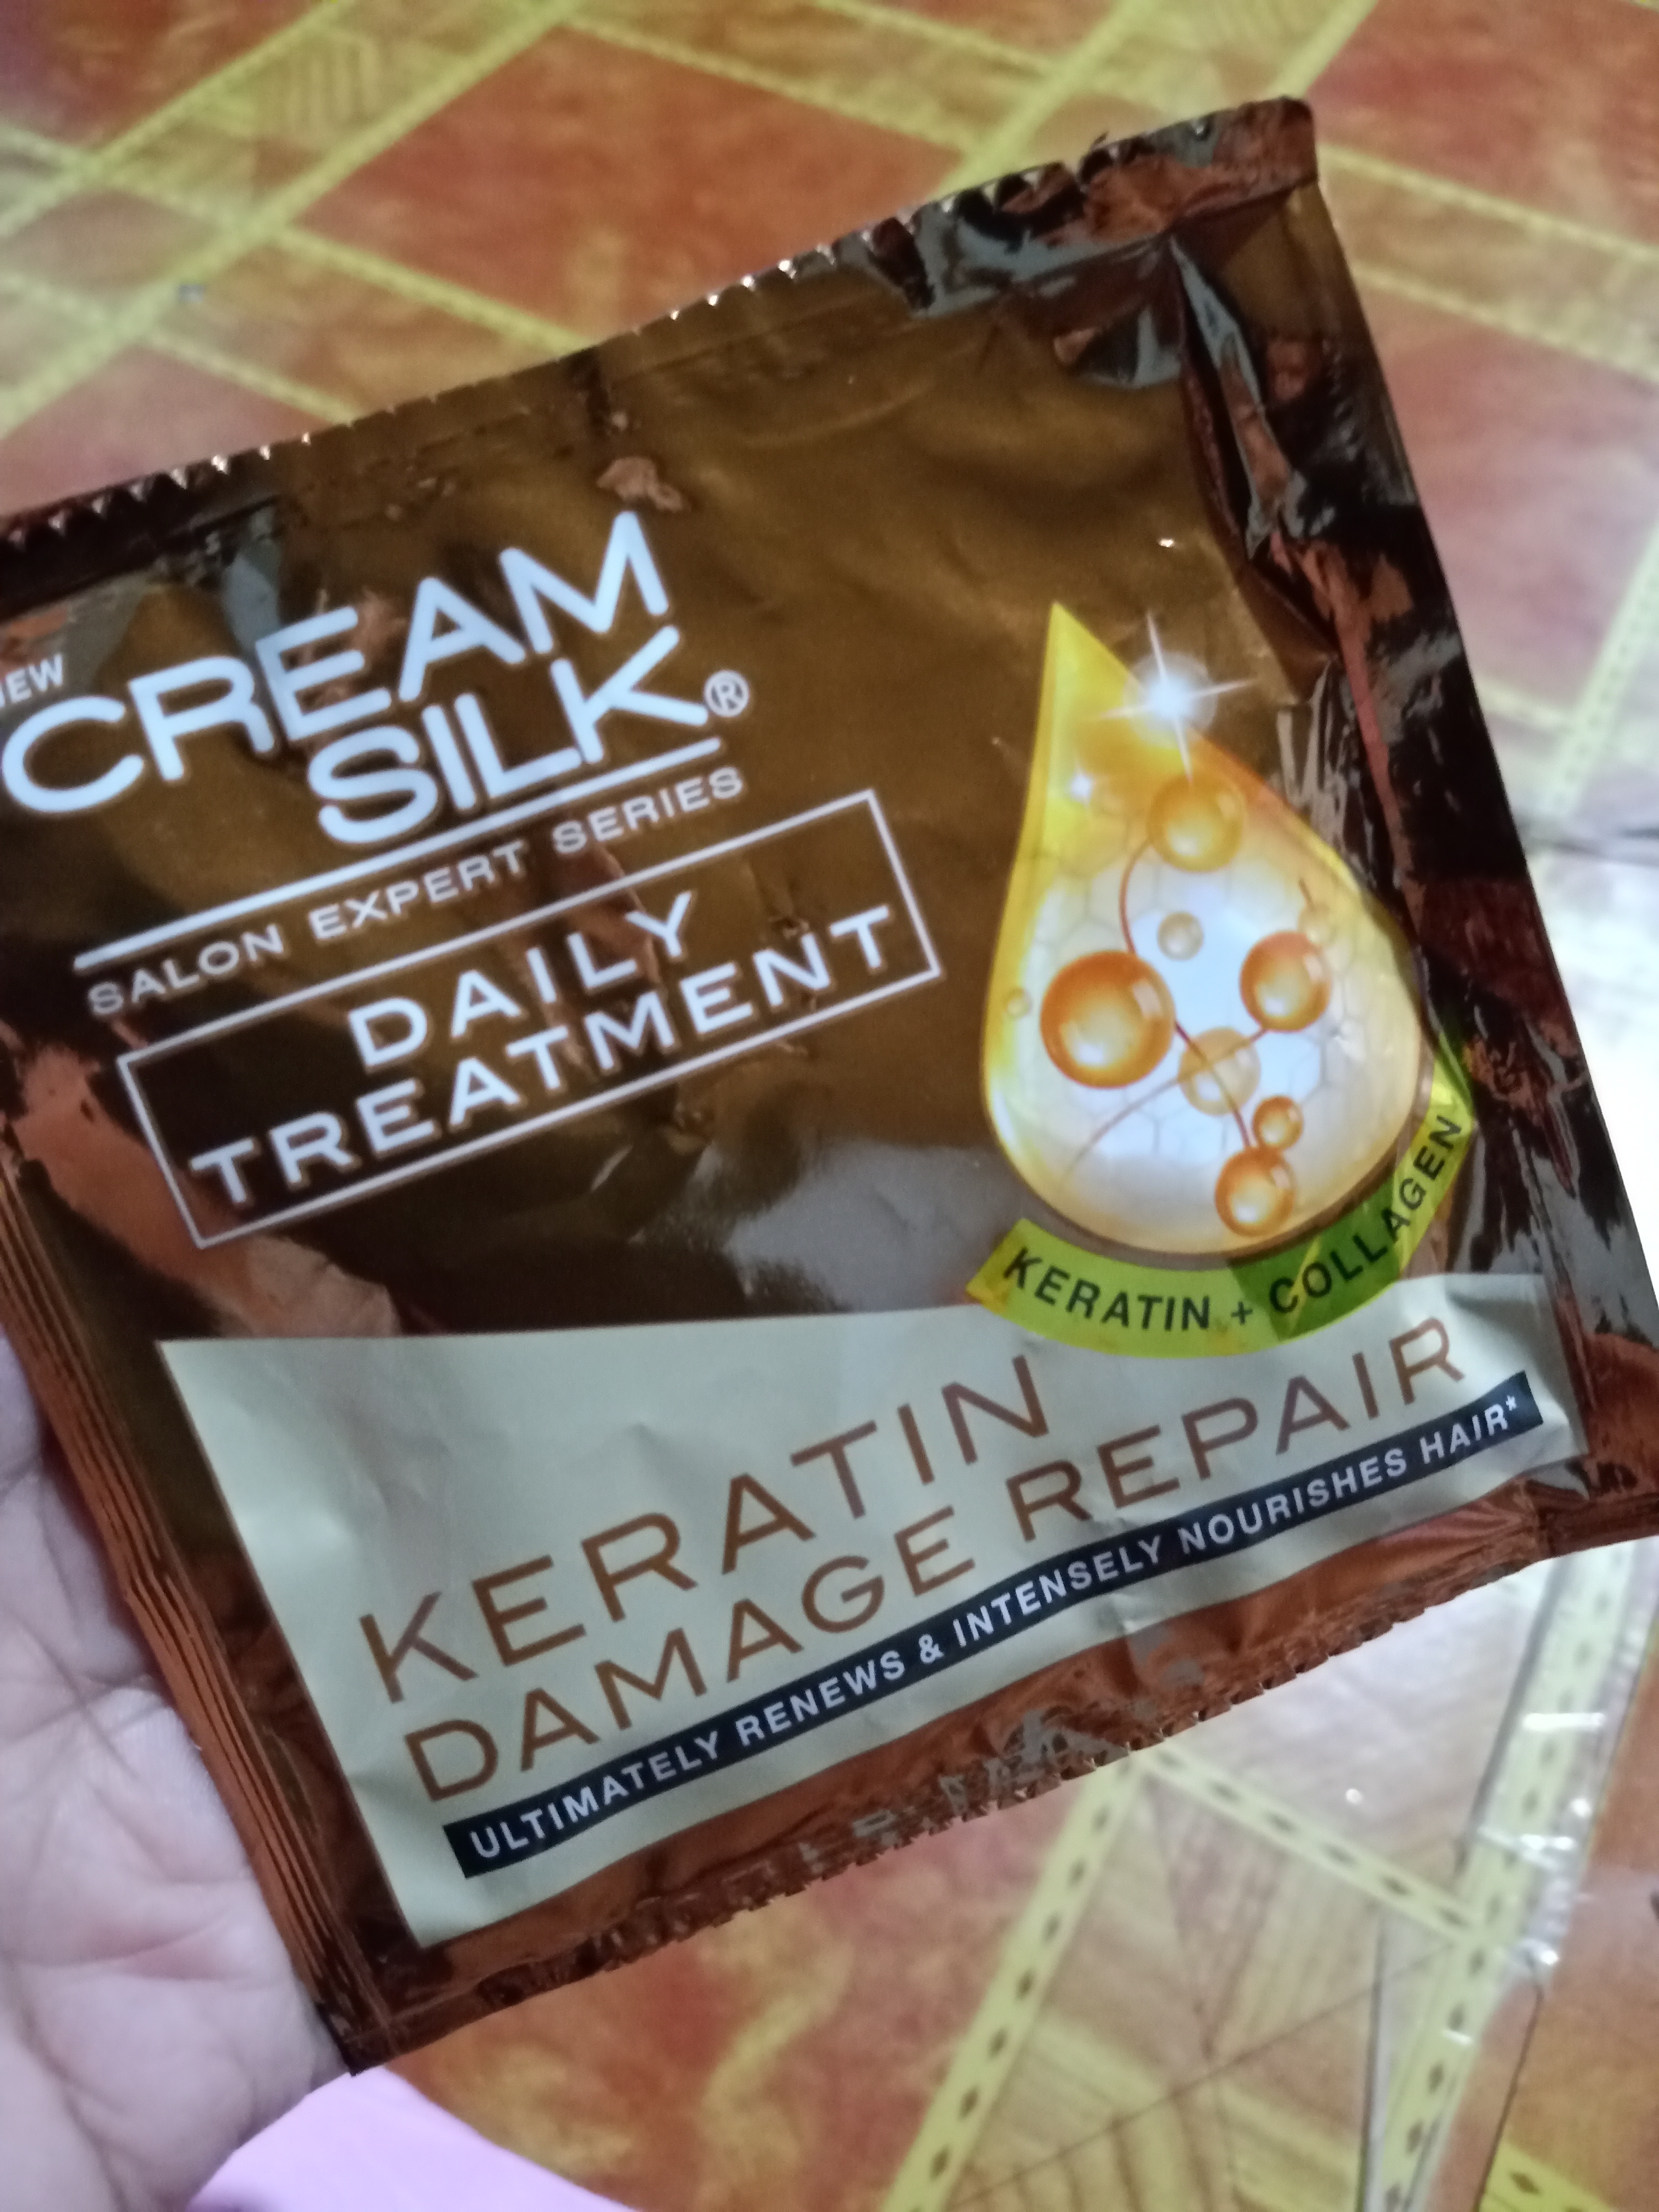 NEW
CREAM
SILK®
SALON EXPERT SERIES
DAILY
TREATMENT
KERATIN + COLLAGEN
KERATIN
DAMAGE REPAIR
ULTIMATELY RENEWS & INTENSELY NOURISHES HAIR*